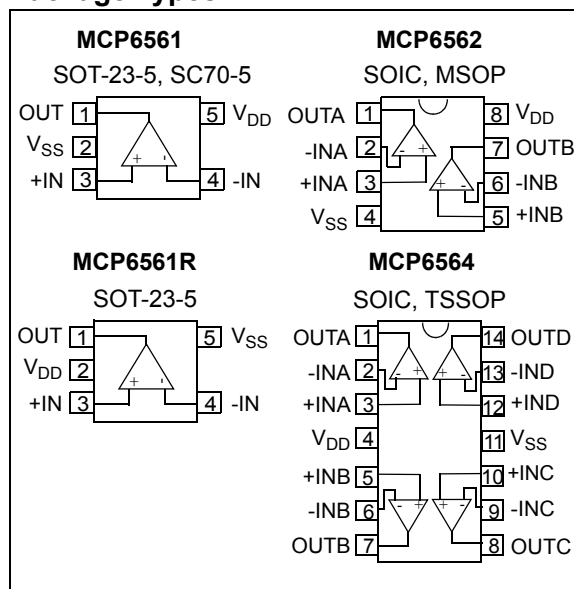 MCP6561
SOT-23-5, SC70-5
OUT 1 5 VDD
VSS 2
+IN 3 4 -IN
+ -
MCP6562
SOIC, MSOP
OUTA 1 8 VDD
-INA 2 7 OUTB
+INA 3 6 -INB
VSS 4 5 +INB
- +
+ -
MCP6561R
SOT-23-5
OUT 1 5 VSS
VDD 2
+IN 3 4 -IN
+ -
MCP6564
SOIC, TSSOP
OUTA 1 14 OUTD
-INA 2 13 -IND
+INA 3 12 +IND
VDD 4 11 VSS
+INB 5 10 +INC
-INB 6 9 -INC
OUTB 7 8 OUTC
- + + -
- + + -